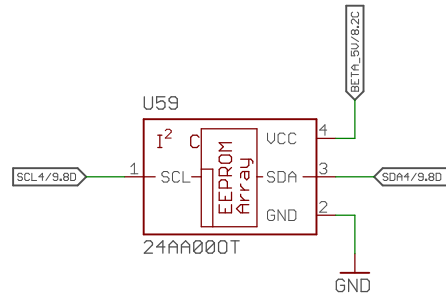 BETA_5V/8.2C
U59
I² C
EEPROM
Array
VCC
4
SCL4/9.8D
1
SCL
SDA
3
SDA4/9.8D
GND
2
24AA00OT
GND